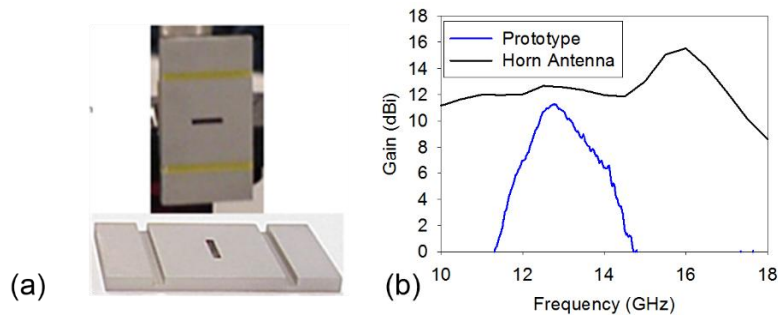 (a)
(b)
18
16
14
12
10
8
6
4
2
0
Gain (dBi)
Prototype
Horn Antenna
10 12 14 16 18
Frequency (GHz)